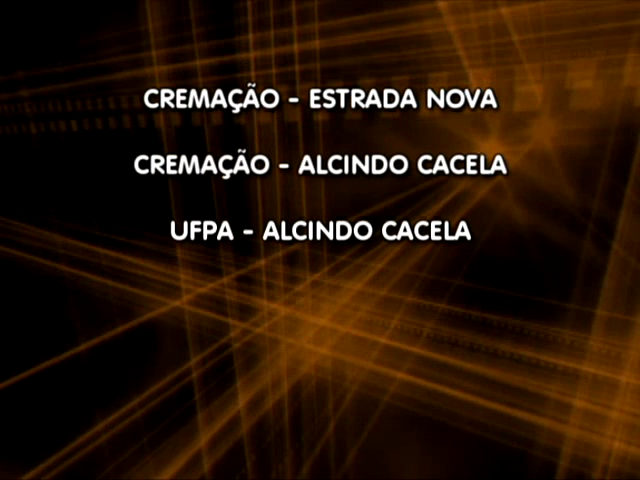 CREMAÇÃO - ESTRADA NOVA
CREMAÇÃO - ALCINDO CACELA
UFPA - ALCINDO CACELA